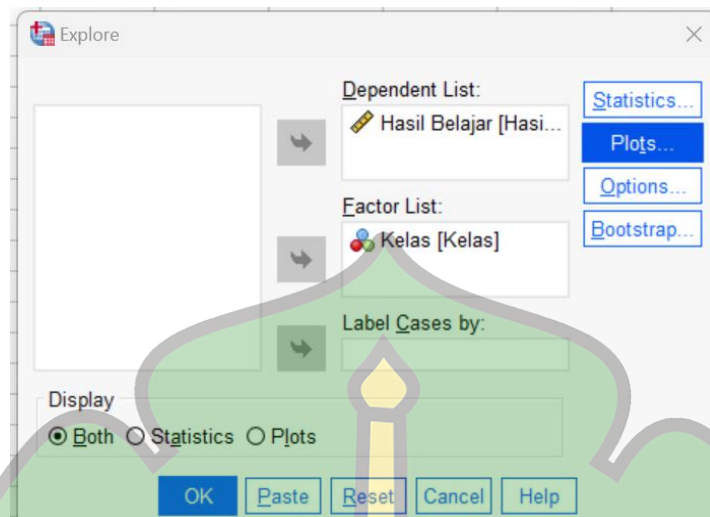 Explore
Dependent List:
Hasil Belajar [Hasi...
Factor List:
Kelas [Kelas]
Label Cases by:
Statistics...
Plots...
Options...
Bootstrap...
Display
Both Statistics Plots
OK Paste Reset Cancel Help